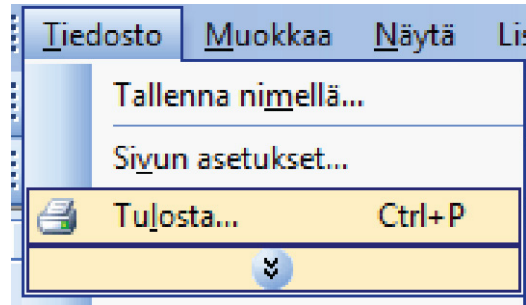 Tiedosto Muokkaa Näytä Lis
Tallenna nimellä...
Sivun asetukset...
Tulosta... Ctrl+P